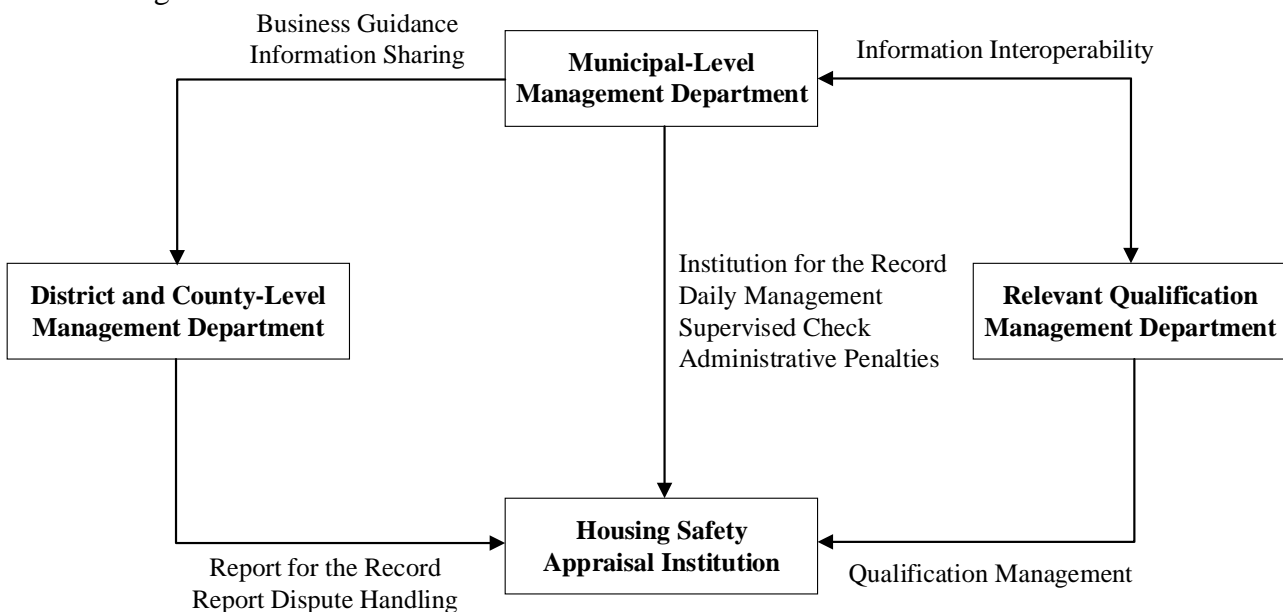 Business Guidance
Information Sharing
Municipal-Level
Management Department
Information Interoperability
District and County-Level
Management Department
Institution for the Record
Daily Management
Supervised Check
Administrative Penalties
Relevant Qualification
Management Department
Housing Safety
Appraisal Institution
Report for the Record
Report Dispute Handling
Qualification Management